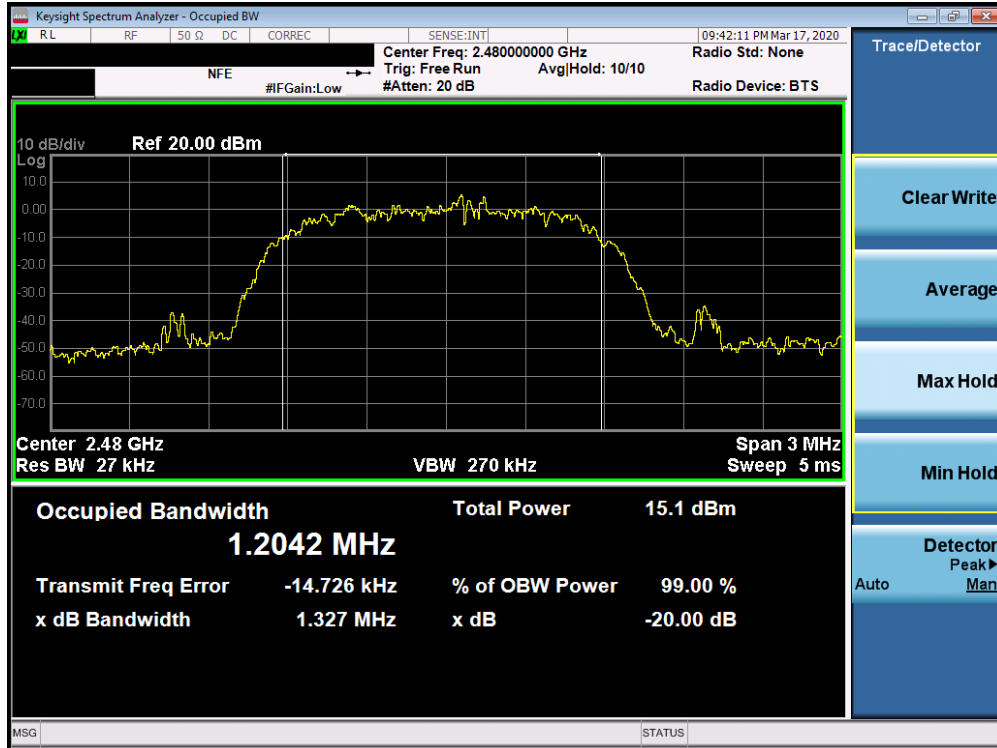 Keysight Spectrum Analyzer - Occupied BW
LXI RL RF 50 Ω DC CORREC SENSE:INT 09:42:11 PM Mar 17, 2020
Center Freq: 2.480000000 GHz Radio Std: None
NFE Trig: Free Run Avg|Hold: 10/10
#IFGain:Low #Atten: 20 dB Radio Device: BTS
Trace/Detector
10 dB/div Ref 20.00 dBm
Log
10.0
0.00
-10.0
-20.0
-30.0
-40.0
-50.0
-60.0
-70.0
Center 2.48 GHz Span 3 MHz
Res BW 27 kHz VBW 270 kHz Sweep 5 ms
Occupied Bandwidth Total Power 15.1 dBm
1.2042 MHz
Transmit Freq Error -14.726 kHz % of OBW Power 99.00 %
x dB Bandwidth 1.327 MHz x dB -20.00 dB
Clear Write
Average
Max Hold
Min Hold
Detector
Peak▶
Auto Man
MSG STATUS